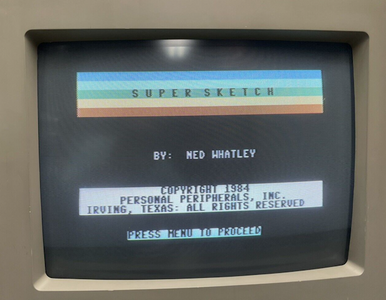 SUPER SKETCH
BY: NED WHATLEY
COPYRIGHT 1984
PERSONAL PERIPHERALS, INC.
IRVING, TEXAS: ALL RIGHTS RESERVED
PRESS MENU TO PROCEED